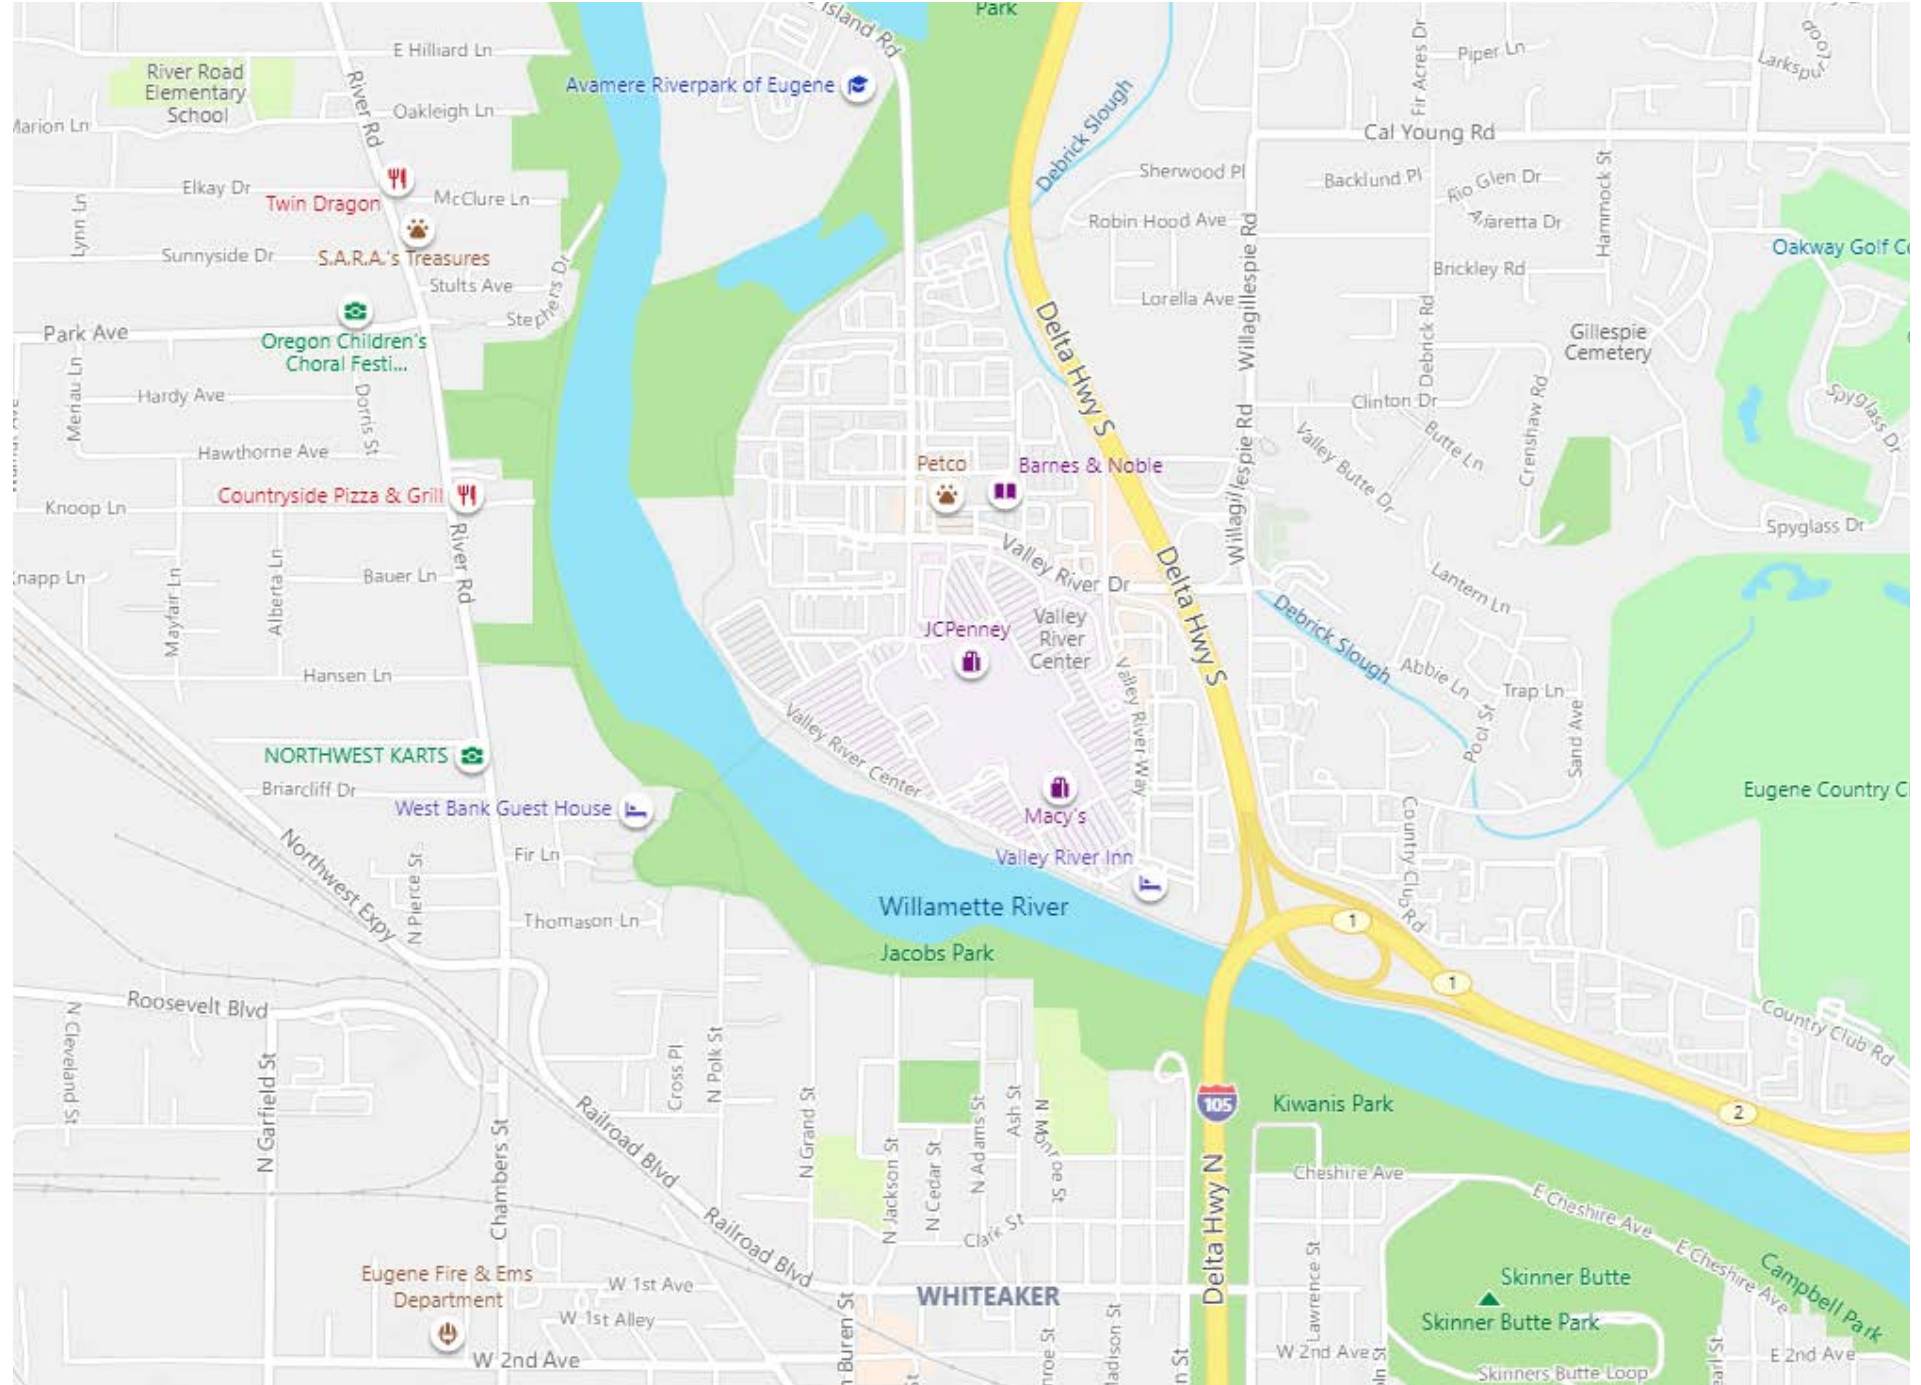 Park
Island Rd
E Hilliard Ln
Piper Ln
Fir Acres Dr
Loop
Larkspur
River Road
Elementary
School
River Rd
Avamere Riverpark of Eugene
Oakleigh Ln
Marion Ln
Debrick Slough
Cal Young Rd
Elkay Dr
Twin Dragon
McClure Ln
Sherwood Pl
Backlund Pl
Rio Glen Dr
Hammock St
Lynn Ln
Robin Hood Ave
Willagillespie Rd
Sunnyside Dr
S.A.R.A.'s Treasures
Stults Ave
Stephens Dr
Brickley Rd
Oakway Golf Co
Lorella Ave
Park Ave
Oregon Children's
Choral Festi...
Delta Hwy S
Debrick Rd
Gillespie
Cemetery
Hardy Ave
Dorris St
Clinton Dr
Crenshaw Rd
Spyglass Dr
Hawthorne Ave
Petco
Barnes & Noble
Willagillespie Rd
Valley Butte Dr
Butte Ln
Countryside Pizza & Grill
Knoop Ln
Spyglass Dr
River Rd
Valley River Dr
Delta Hwy S
Knapp Ln
Mayfair Ln
Alberta Ln
Bauer Ln
Willagillespie Rd
Lantern Ln
Debrick Slough
JCPenney
Valley
River
Center
Hansen Ln
Abbie Ln
Trap Ln
Pool St
Sand Ave
Valley River Way
Valley River Center
NORTHWEST KARTS
Briarcliff Dr
West Bank Guest House
Macy's
Eugene Country C
Northwest Expy
N Pierce St
Fir Ln
Valley River Inn
Country Club Rd
Thomason Ln
Willamette River
1
Jacobs Park
1
Roosevelt Blvd
N Cleveland St
Country Club Rd
N Garfield St
Cross Pl
N Polk St
Chambers St
Railroad Blvd
N Grand St
N Jackson St
N Cedar St
N Adams St
Ash St
N Monroe St
105
Kiwanis Park
2
Delta Hwy N
Cheshire Ave
E Cheshire Ave
E Cheshire Ave
Campbell Park
Clark St
Railroad Blvd
Eugene Fire & Ems
Department
W 1st Ave
W 1st Alley
WHITEAKER
Lawrence St
Skinner Butte
Skinner Butte Park
W 2nd Ave
Buren St
W 2nd Ave
Skinners Butte Loop
E 2nd Ave